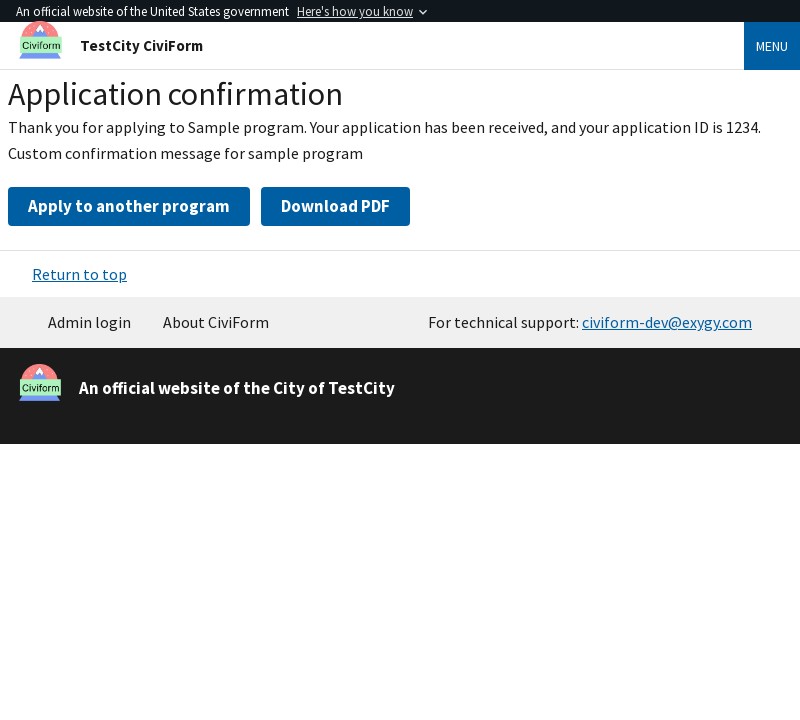 An official website of the United States government Here's how you know
Civiform
TestCity CiviForm
MENU
Application confirmation
Thank you for applying to Sample program. Your application has been received, and your application ID is 1234.
Custom confirmation message for sample program
Apply to another program
Download PDF
Return to top
Admin login
About CiviForm
For technical support: civiform-dev@exygy.com
Civiform
An official website of the City of TestCity